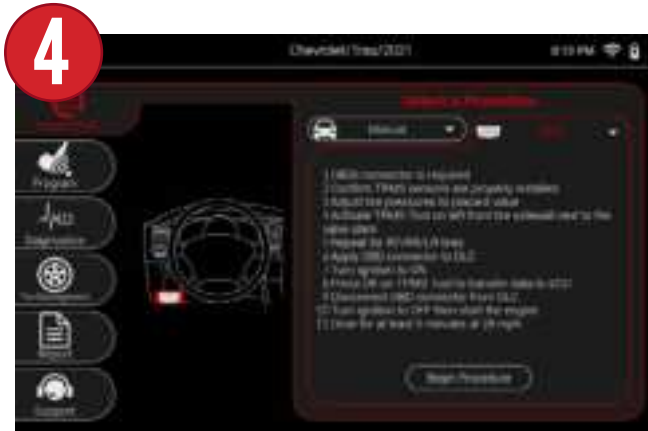 4
Chevrolet/Trax/2021
8:13 PM
Select a Procedure
Manual
Program
Diagnostics
1 OBDII connector is required
2 Confirm TPMS sensors are properly installed
3 Adjust tire pressures to placard value
4 Activate TPMS Tool on left front tire sidewall next to the
valve stem
5 Repeat for RF/RR/LR tires
6 Apply OBD connector to DLC
7 Turn ignition to ON
8 Press OK on TPMS Tool to transfer data to ECU
9 Disconnect OBD connector from DLC
10 Turn ignition to OFF then start the engine
11 Drive for at least minutes at mph
Report
Support
Begin Procedure